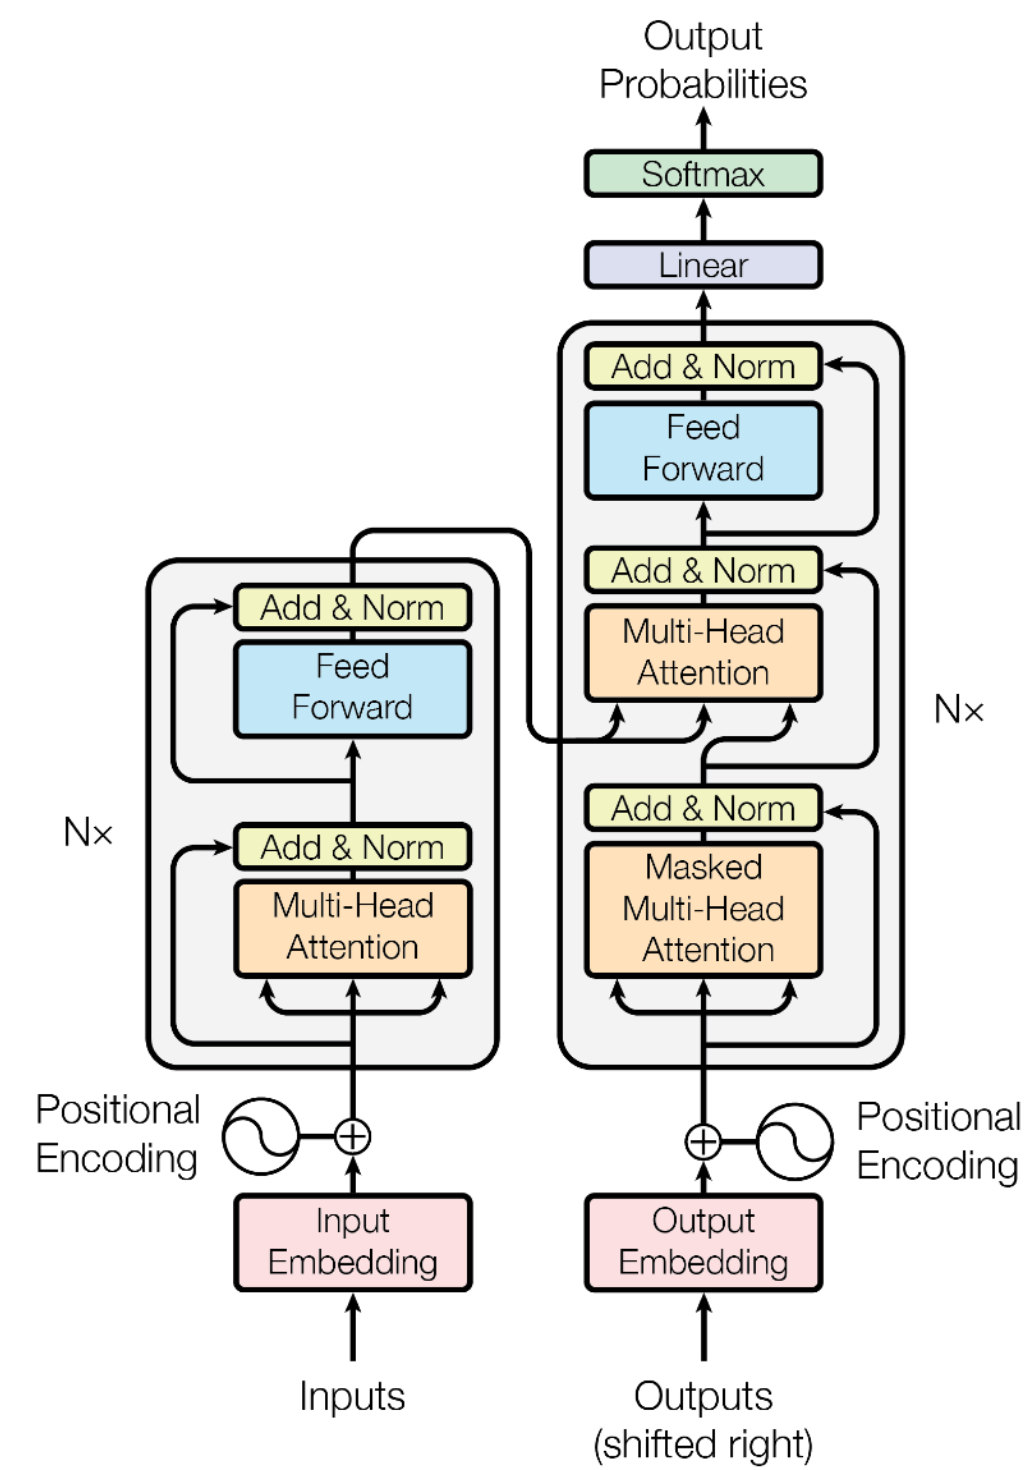 Output
Probabilities
Softmax
Linear
Add & Norm
Feed
Forward
Add & Norm
Multi-Head
Attention
Nx
Add & Norm
Masked
Multi-Head
Attention
Add & Norm
Feed
Forward
Nx
Add & Norm
Multi-Head
Attention
Positional
Encoding
Positional
Encoding
Input
Embedding
Output
Embedding
Inputs
Outputs
(shifted right)